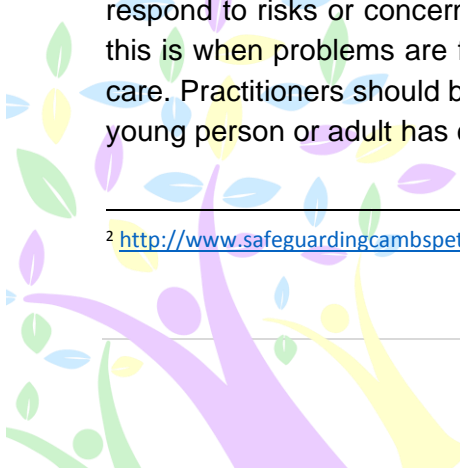 respond to risks or concern
this is when problems are
care. Practitioners should b
young person or adult has
² http://www.safeguardingcambspet